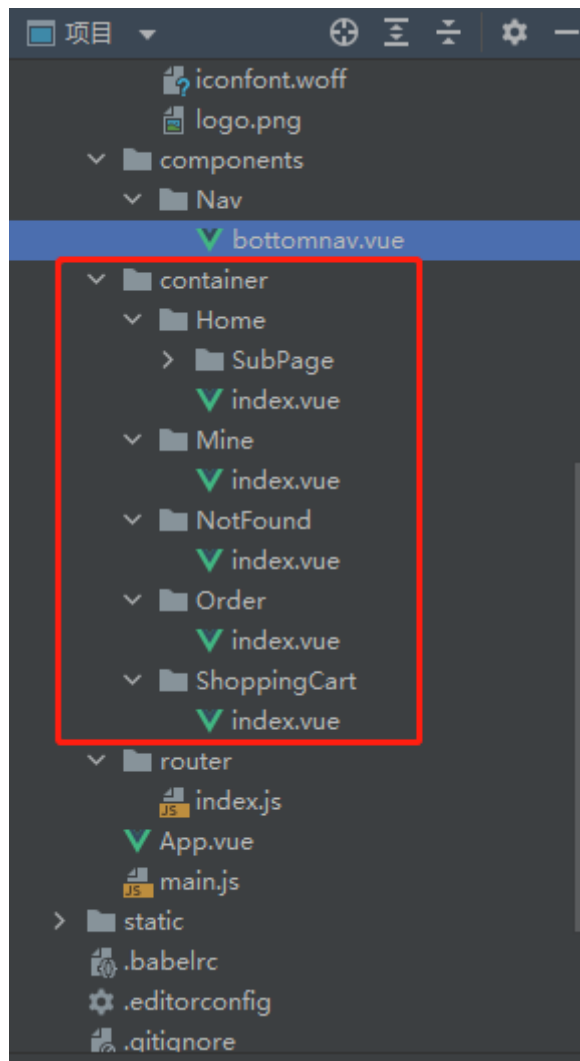 项目
iconfont.woff
logo.png
components
Nav
bottomnav.vue
container
Home
SubPage
index.vue
Mine
index.vue
NotFound
index.vue
Order
index.vue
ShoppingCart
index.vue
router
index.js
App.vue
main.js
static
.babelrc
.editorconfig
.gitignore